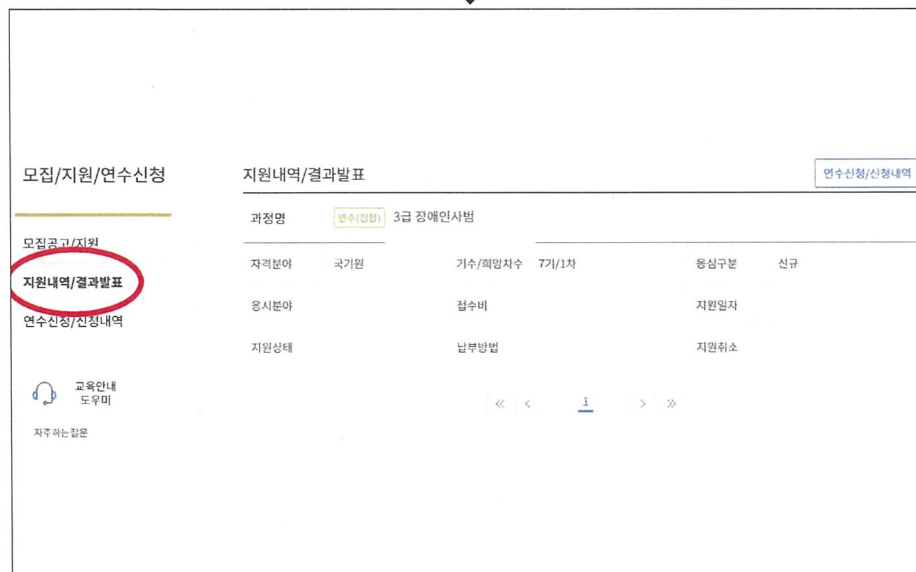 모집/지원/연수신청
모집공고/지원
지원내역/결과발표
연수신청/신청내역
교육안내
도우미
자주하는질문
지원내역/결과발표
연수신청/신청내역
과정명 연수(집합) 3급 장애인사범
자격분야 국기원 기수/희망차수 7기/1차 응심구분 신규
응시분야 접수비 지원일자
지원상태 납부방법 지원취소
« < 1 > »